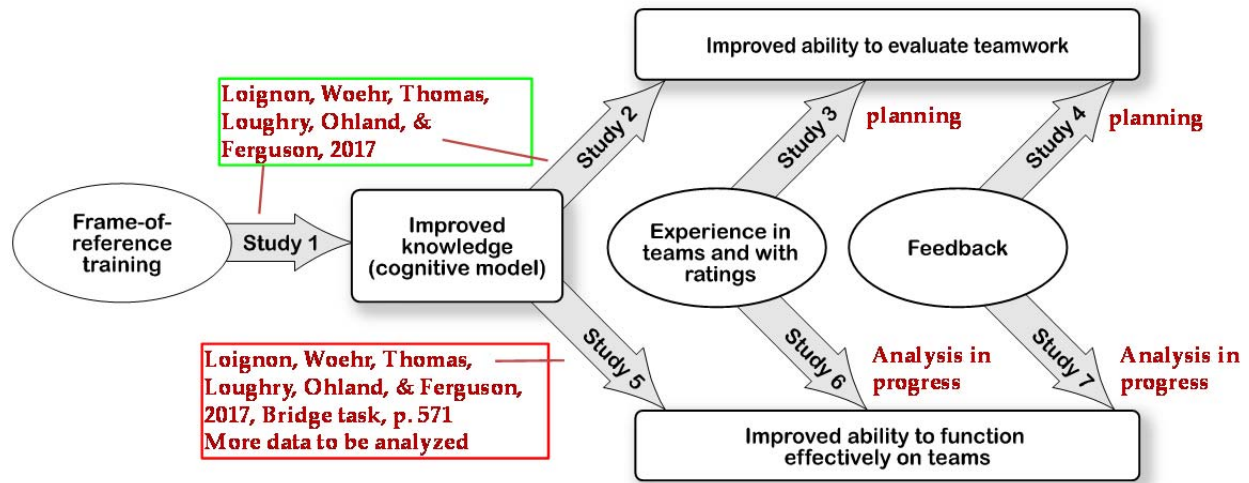 Improved ability to evaluate teamwork
Loignon, Woehr, Thomas,
Loughry, Ohland, &
Ferguson, 2017
Study 2
Study 3
planning
Study 4
planning
Frame-of-
reference
training
Study 1
Improved
knowledge
(cognitive model)
Experience in
teams and with
ratings
Feedback
Loignon, Woehr, Thomas,
Loughry, Ohland, & Ferguson,
2017, Bridge task, p. 571
More data to be analyzed
Study 5
Study 6
Analysis in
progress
Study 7
Analysis in
progress
Improved ability to function
effectively on teams